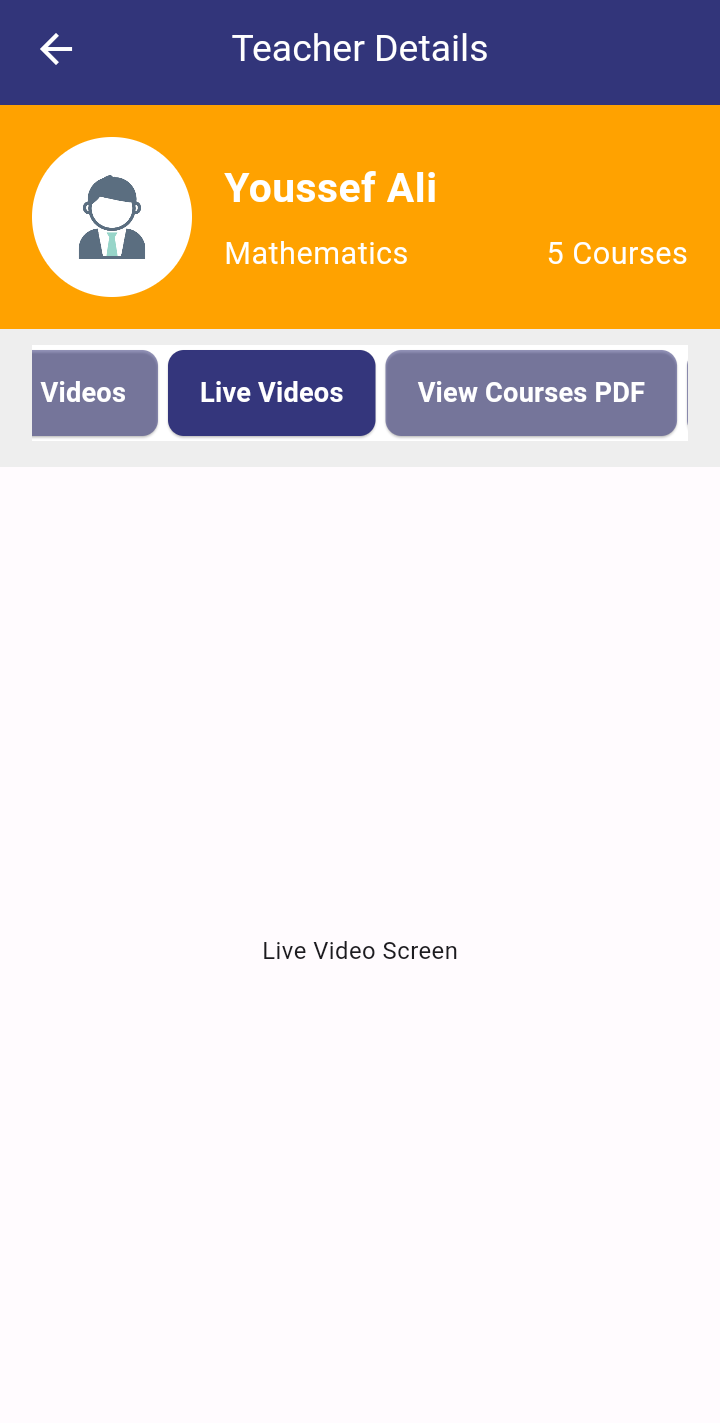 Teacher Details
Youssef Ali
Mathematics 5 Courses
Videos Live Videos View Courses PDF
Live Video Screen